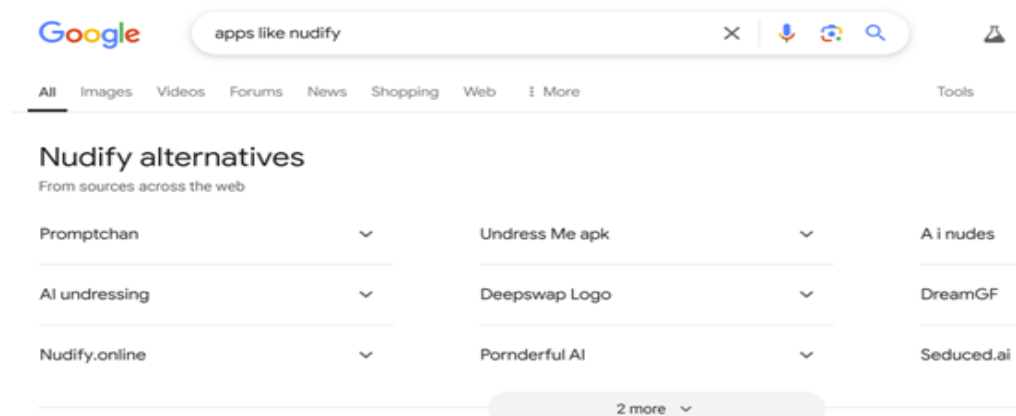 Google
apps like nudify
All Images Videos Forums News Shopping Web More Tools
Nudify alternatives
From sources across the web
Promptchan Undress Me apk A i nudes
AI undressing Deepswap Logo DreamGF
Nudify.online Pornderful AI Seduced.ai
2 more